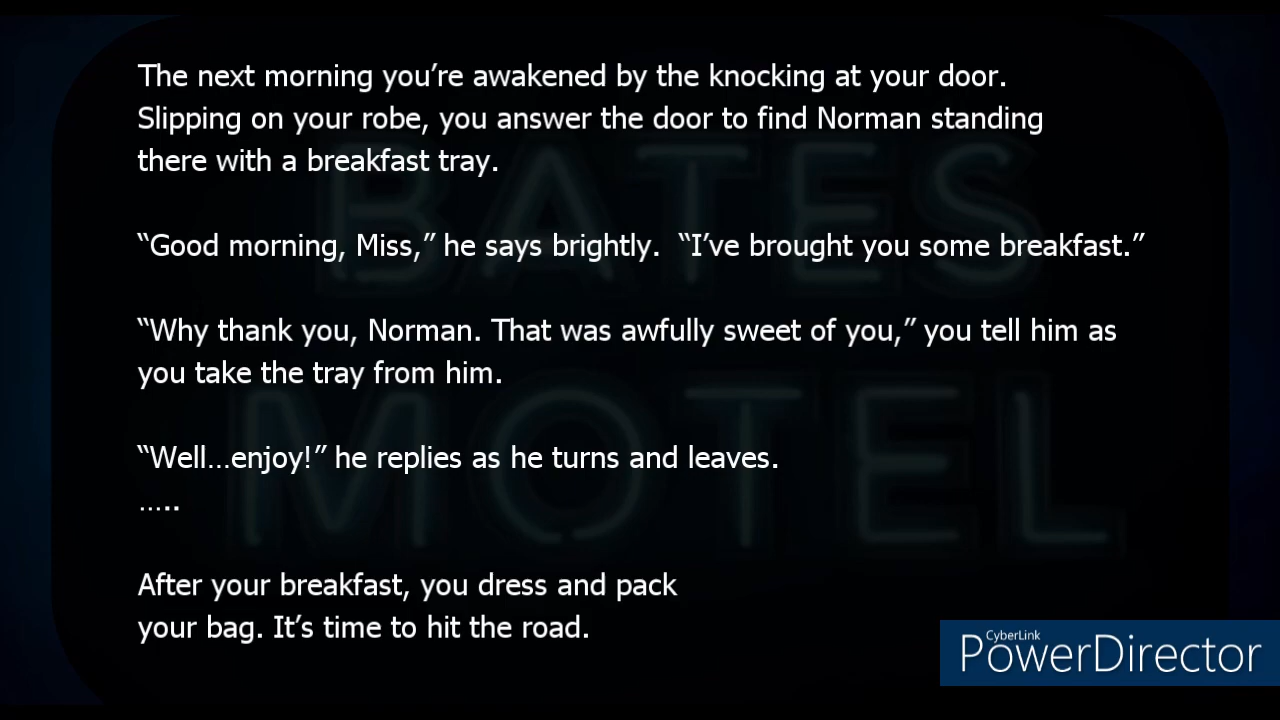 The next morning you’re awakened by the knocking at your door.
Slipping on your robe, you answer the door to find Norman standing
there with a breakfast tray.
“Good morning, Miss,” he says brightly.  “I’ve brought you some breakfast.”
“Why thank you, Norman. That was awfully sweet of you,” you tell him as
you take the tray from him.
“Well…enjoy!” he replies as he turns and leaves.
…..
After your breakfast, you dress and pack
your bag. It’s time to hit the road.
BATES
MOTEL
CyberLink
PowerDirector